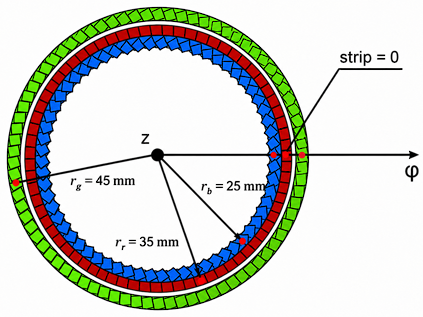 strip = 0
z
φ
r_g = 45 mm
r_b = 25 mm
r_r = 35 mm